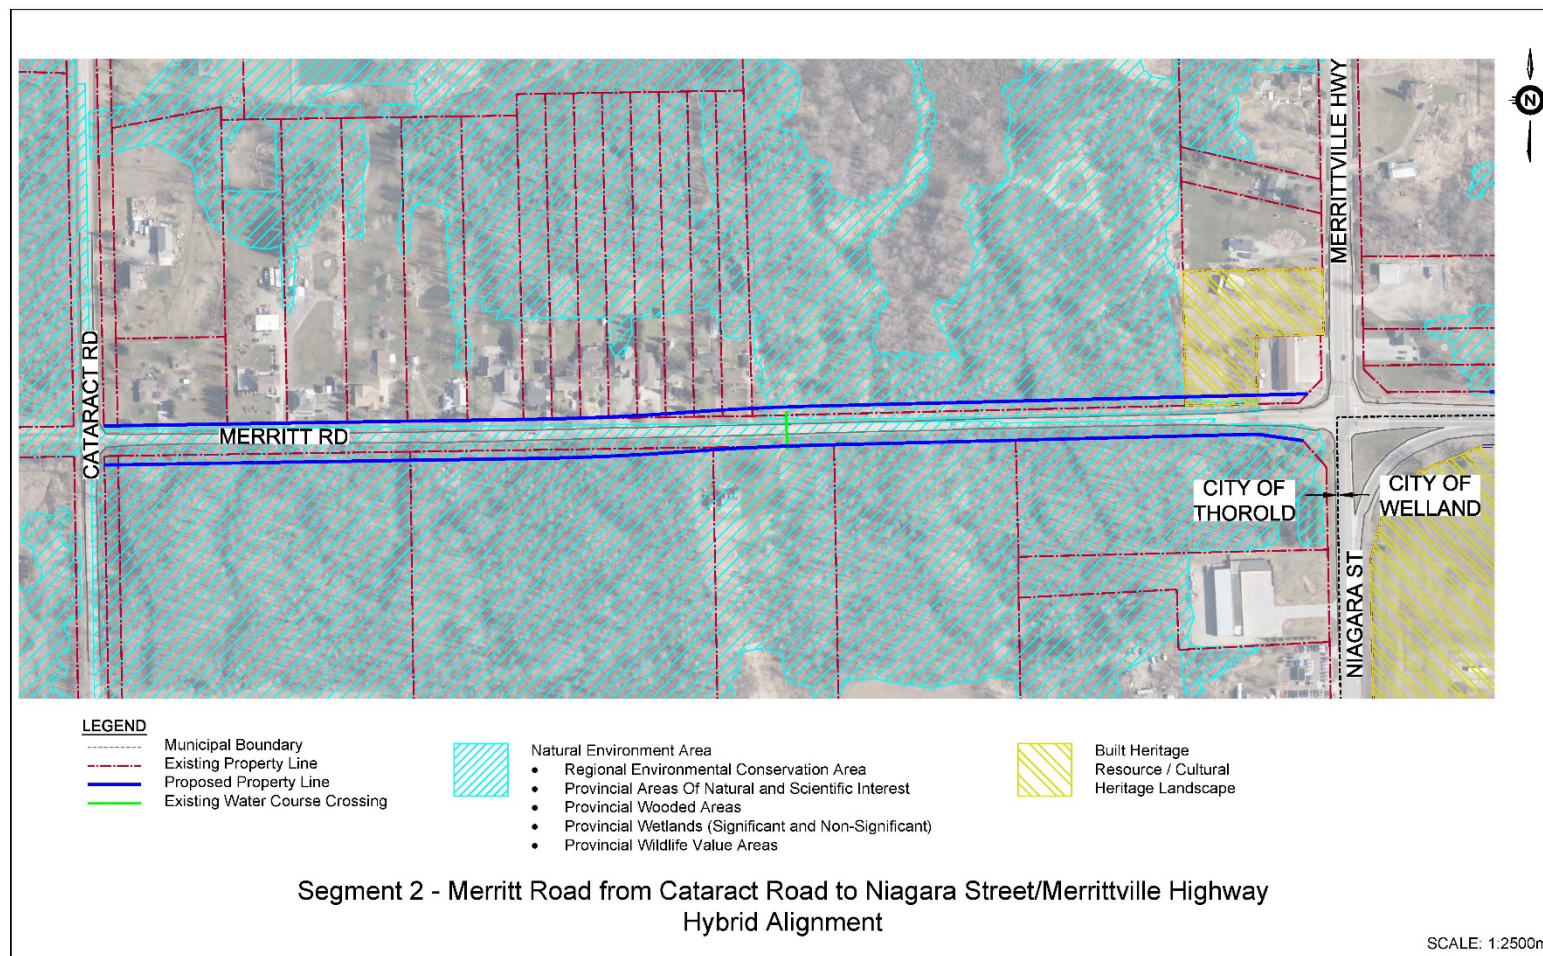 N
MERRITTVILLE HWY
CATARACT RD
MERRITT RD
CITY OF
THOROLD
CITY OF
WELLAND
NIAGARA ST
LEGEND
Municipal Boundary
Existing Property Line
Proposed Property Line
Existing Water Course Crossing
Natural Environment Area
• Regional Environmental Conservation Area
• Provincial Areas Of Natural and Scientific Interest
• Provincial Wooded Areas
• Provincial Wetlands (Significant and Non-Significant)
• Provincial Wildlife Value Areas
Built Heritage
Resource / Cultural
Heritage Landscape
Segment 2 - Merritt Road from Cataract Road to Niagara Street/Merrittville Highway
Hybrid Alignment
SCALE: 1:2500m